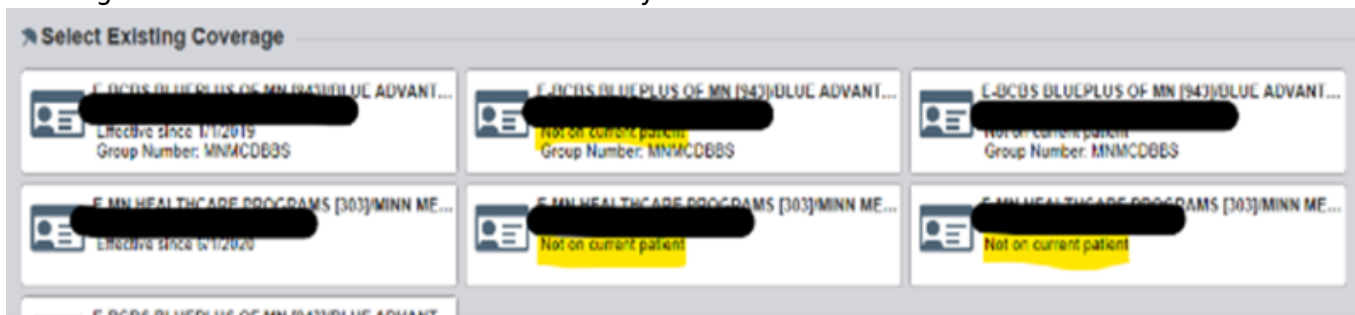 Select Existing Coverage
E-BCBS BLUEPLUS OF MN [943]/BLUE ADVANT...
Effective since 1/1/2019
Group Number: MNMCDBBS
E-BCBS BLUEPLUS OF MN [943]/BLUE ADVANT...
Not on current patient
Group Number: MNMCDBBS
E-BCBS BLUEPLUS OF MN [943]/BLUE ADVANT...
Not on current patient
Group Number: MNMCDBBS
E-MN HEALTHCARE PROGRAMS [303]/MINN ME...
Effective since 6/1/2020
E-MN HEALTHCARE PROGRAMS [303]/MINN ME...
Not on current patient
E-MN HEALTHCARE PROGRAMS [303]/MINN ME...
Not on current patient
E-BCBS BLUEPLUS OF MN [943]/BLUE ADVANT